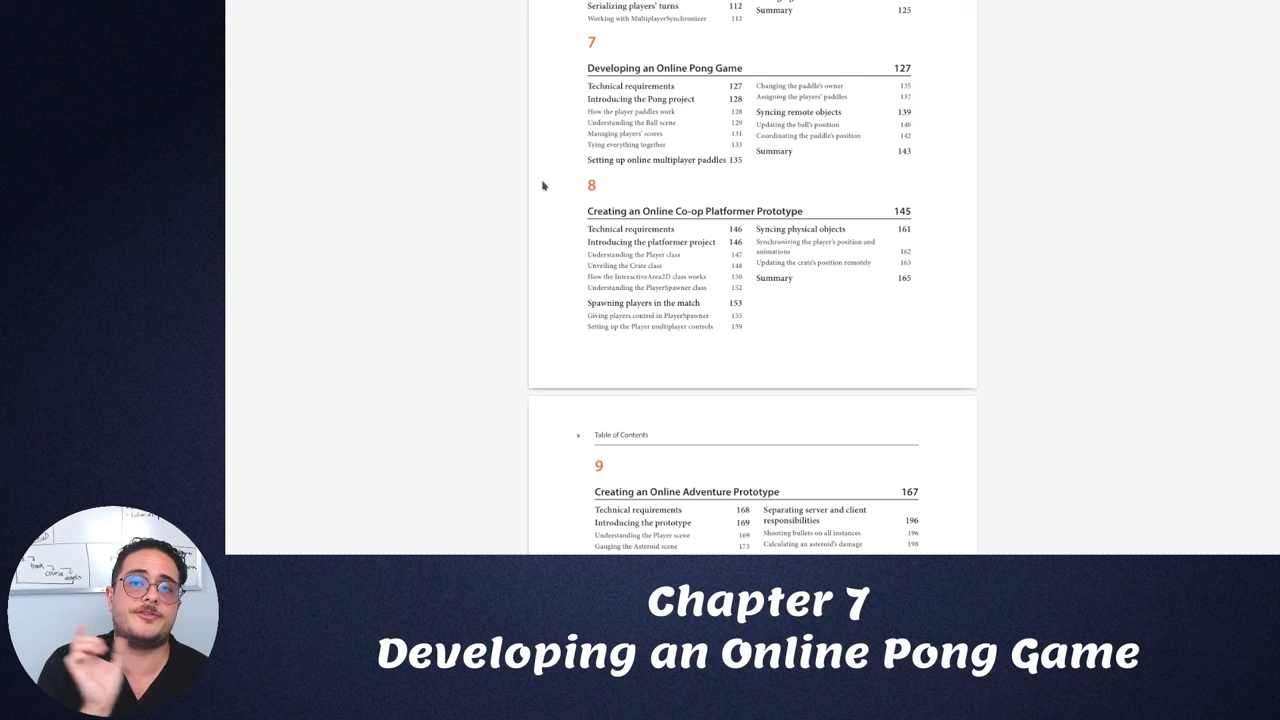 Serializing players' turns 112
Working with MultiplayerSynchronizer 112
Summary 125
7
Developing an Online Pong Game 127
Technical requirements 127
Introducing the Pong project 128
How the player paddles work 128
Understanding the Ball scene 129
Managing players' scores 131
Tying everything together 133
Setting up online multiplayer paddles 135
Changing the paddle's owner 135
Assigning the players' paddles 137
Syncing remote objects 139
Updating the ball's position 140
Coordinating the paddle's position 142
Summary 143
8
Creating an Online Co-op Platformer Prototype 145
Technical requirements 146
Introducing the platformer project 146
Understanding the Player class 147
Unveiling the Crate class 148
How the InteractiveArea2D class works 150
Understanding the PlayerSpawner class 152
Spawning players in the match 153
Giving players control in PlayerSpawner 155
Setting up the Player multiplayer controls 159
Syncing physical objects 161
Synchronizing the player's position and
animations 162
Updating the crate's position remotely 163
Summary 165
x Table of Contents
9
Creating an Online Adventure Prototype 167
Technical requirements 168
Introducing the prototype 169
Understanding the Player scene 169
Gauging the Asteroid scene 173
Separating server and client
responsibilities 196
Shooting bullets on all instances 196
Calculating an asteroid's damage 198
book
course
assets
Chapter 7
Developing an Online Pong Game